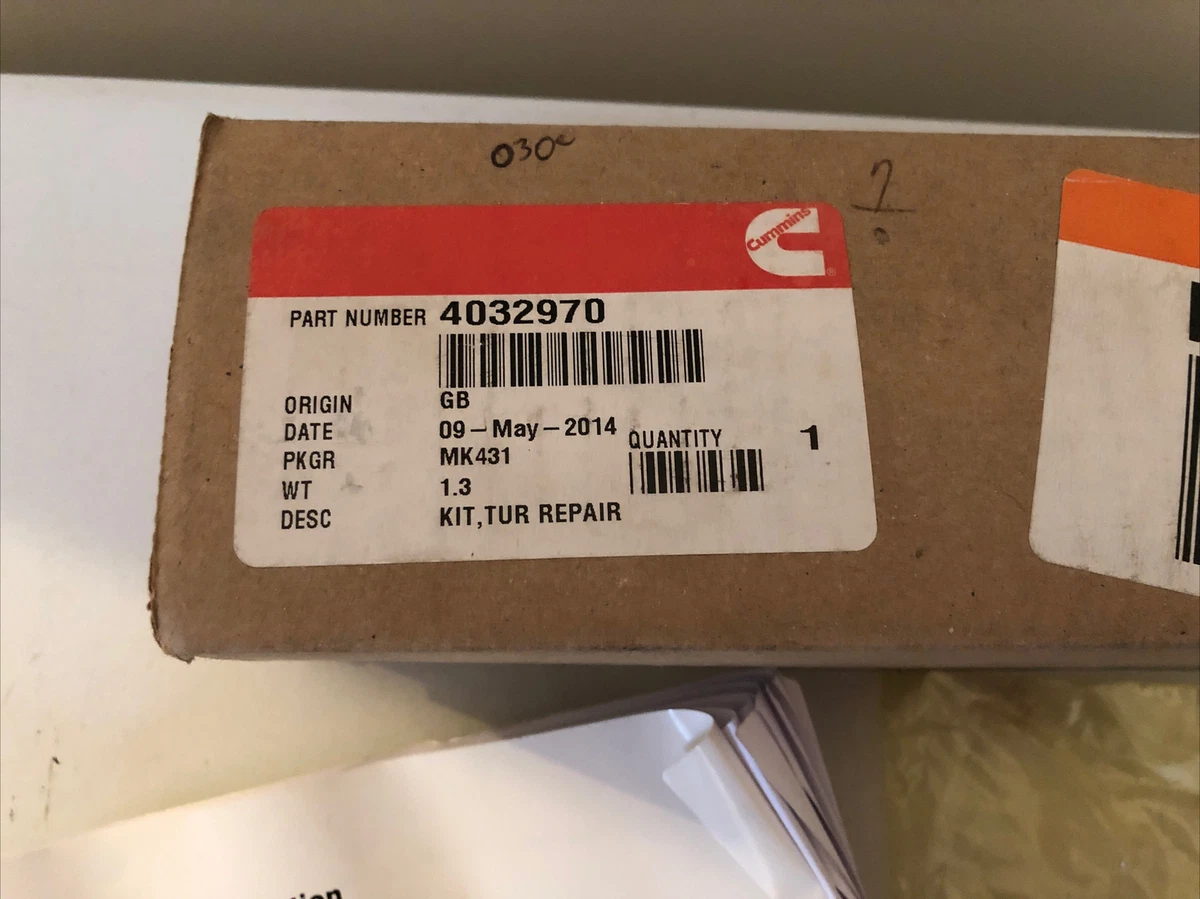 030
?
Cummins
PART NUMBER 4032970
ORIGIN GB
DATE 09-May-2014
QUANTITY 1
PKGR MK431
WT 1.3
DESC KIT,TUR REPAIR